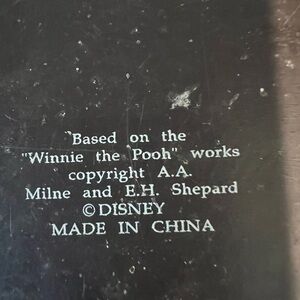 Based on the
"Winnie the Pooh" works
copyright A.A.
Milne and E.H. Shepard
©DISNEY
MADE IN CHINA